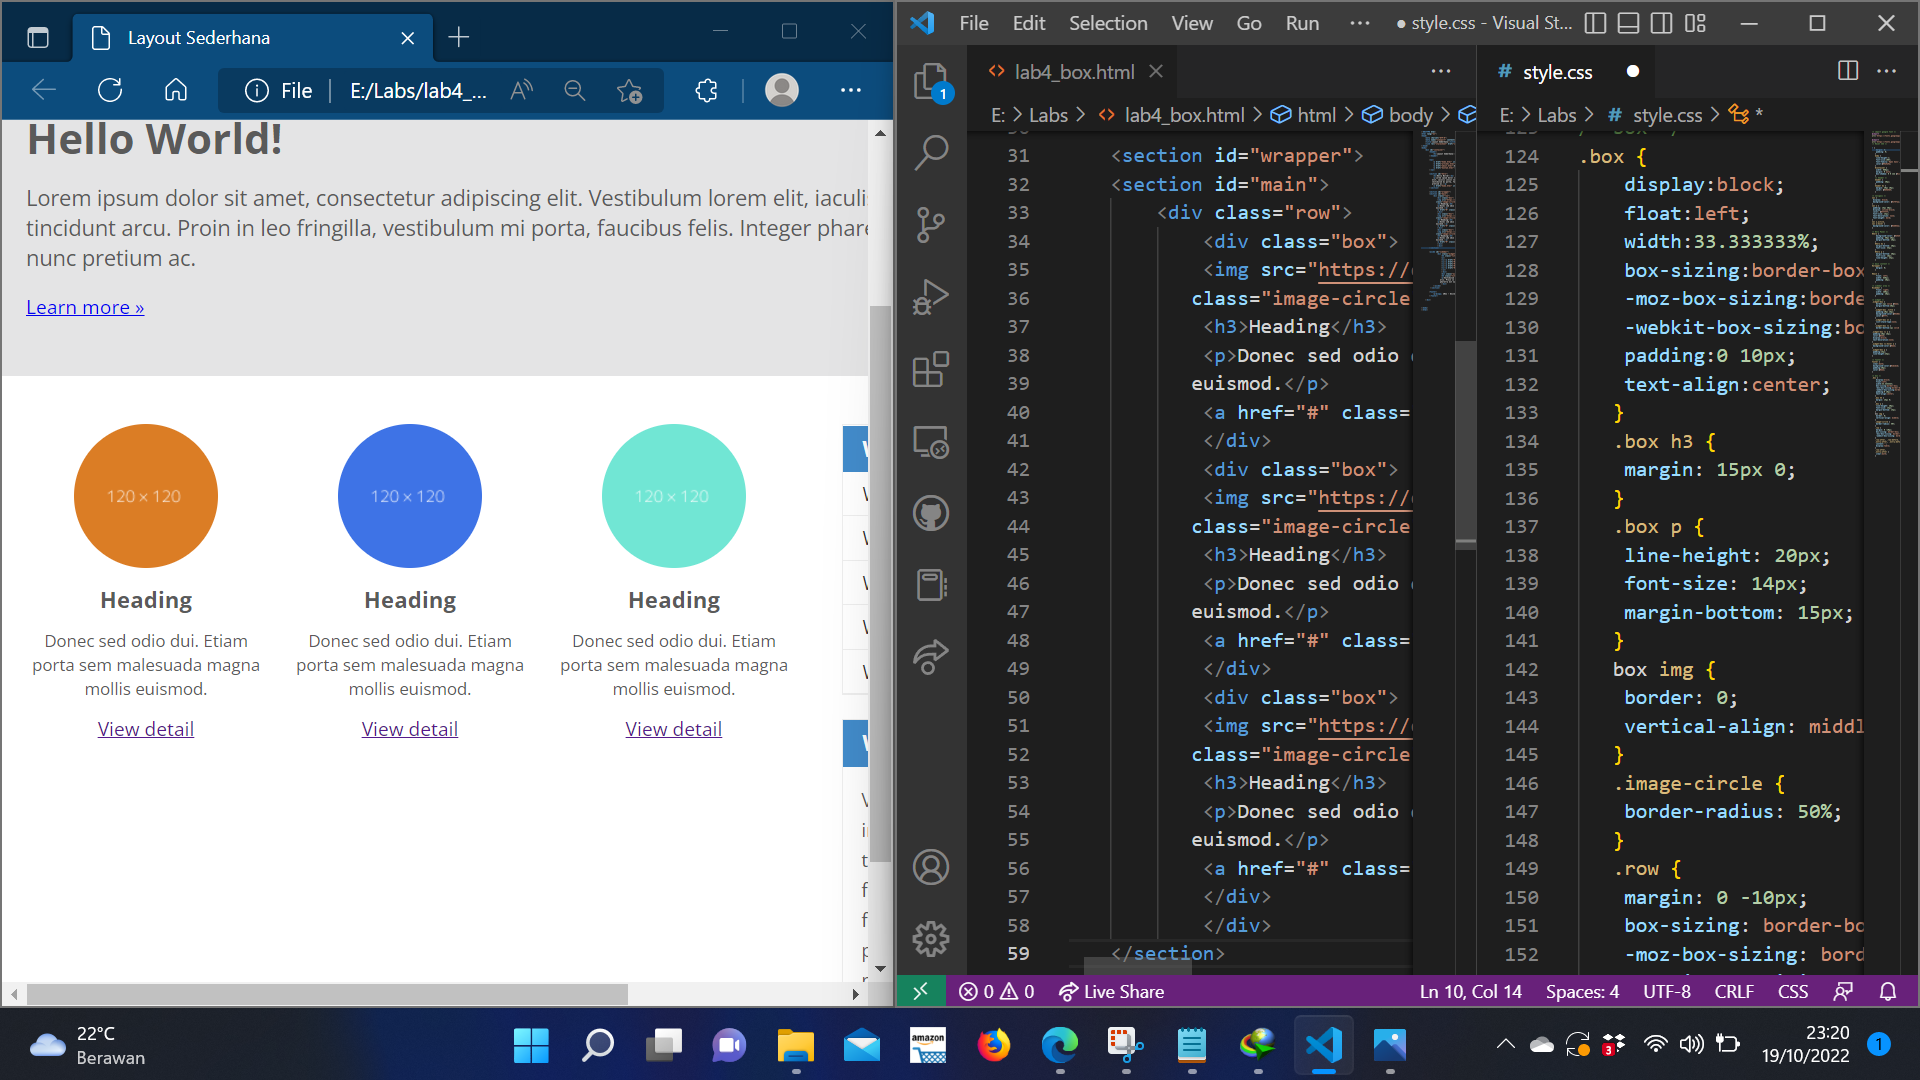 Layout Sederhana
File
E:/Labs/lab4_...
Hello World!
Lorem ipsum dolor sit amet, consectetur adipiscing elit. Vestibulum lorem elit, iaculi
tincidunt arcu. Proin in leo fringilla, vestibulum mi porta, faucibus felis. Integer phare
nunc pretium ac.
Learn more »
120 × 120
120 × 120
120 × 120
Heading
Heading
Heading
Donec sed odio dui. Etiam
porta sem malesuada magna
mollis euismod.
Donec sed odio dui. Etiam
porta sem malesuada magna
mollis euismod.
Donec sed odio dui. Etiam
porta sem malesuada magna
mollis euismod.
View detail
View detail
View detail
File Edit Selection View Go Run ··· ● style.css - Visual St...
lab4_box.html
E: > Labs > lab4_box.html > html > body >
31 <section id="wrapper">
32 <section id="main">
33 <div class="row">
34 <div class="box">
35 <img src="https://
36 class="image-circle
37 <h3>Heading</h3>
38 <p>Donec sed odio
39 euismod.</p>
40 <a href="#" class=
41 </div>
42 <div class="box">
43 <img src="https://
44 class="image-circle
45 <h3>Heading</h3>
46 <p>Donec sed odio
47 euismod.</p>
48 <a href="#" class=
49 </div>
50 <div class="box">
51 <img src="https://
52 class="image-circle
53 <h3>Heading</h3>
54 <p>Donec sed odio
55 euismod.</p>
56 <a href="#" class=
57 </div>
58 </div>
59 </section>
# style.css
E: > Labs > # style.css > *
124 .box {
125 display:block;
126 float:left;
127 width:33.333333%;
128 box-sizing:border-box
129 -moz-box-sizing:borde
130 -webkit-box-sizing:bo
131 padding:0 10px;
132 text-align:center;
133 }
134 .box h3 {
135 margin: 15px 0;
136 }
137 .box p {
138 line-height: 20px;
139 font-size: 14px;
140 margin-bottom: 15px;
141 }
142 box img {
143 border: 0;
144 vertical-align: middl
145 }
146 .image-circle {
147 border-radius: 50%;
148 }
149 .row {
150 margin: 0 -10px;
151 box-sizing: border-bo
152 -moz-box-sizing: bord
0 0 Live Share
Ln 10, Col 14 Spaces: 4 UTF-8 CRLF CSS
22°C
Berawan
amazon
3
23:20
19/10/2022
1
1